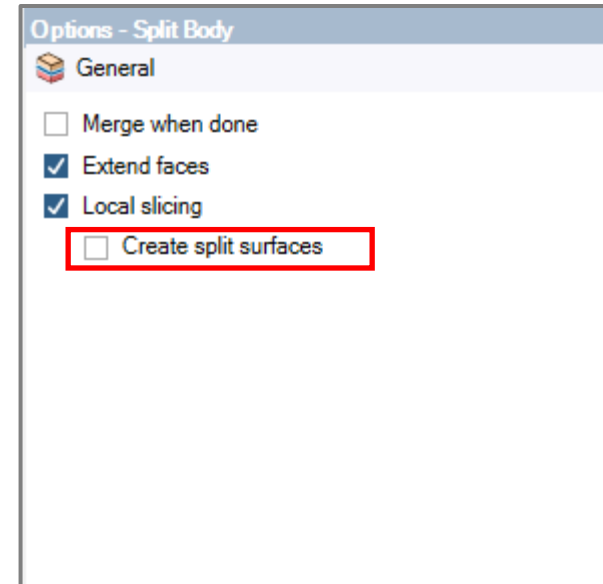 Options - Split Body
General
Merge when done
Extend faces
Local slicing
Create split surfaces